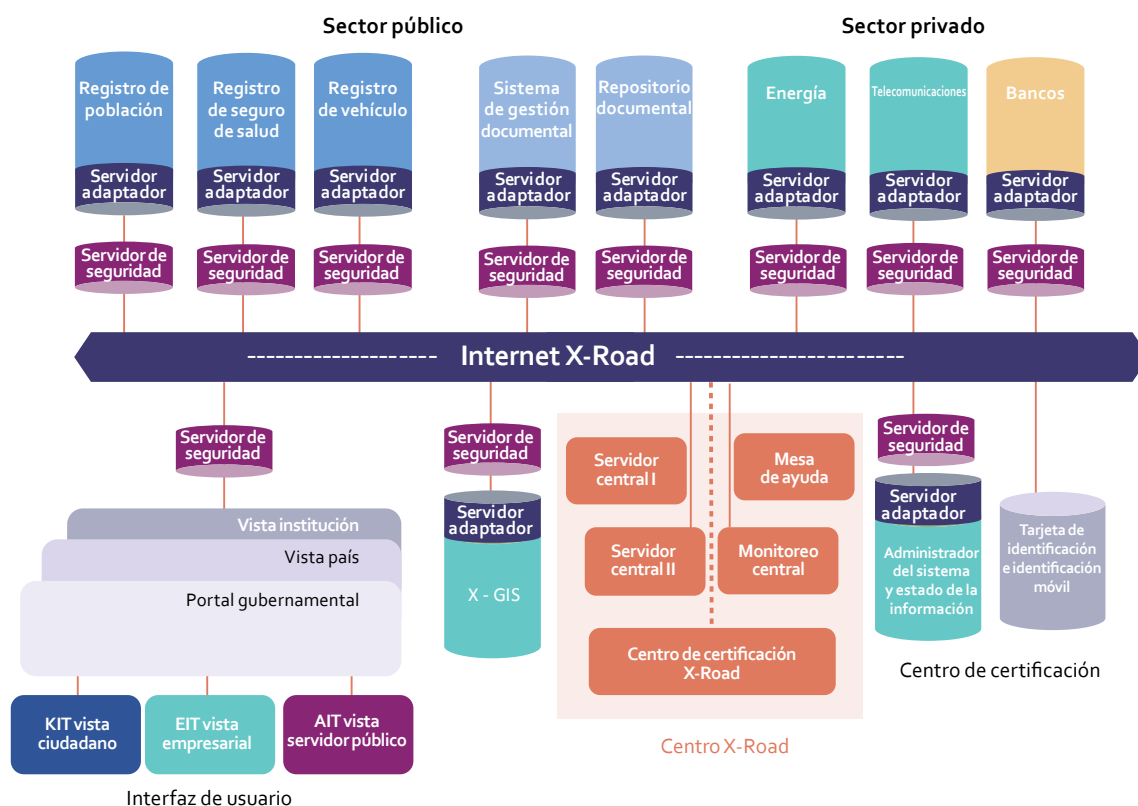 Sector público
Sector privado
Registro de
población
Registro
de seguro
de salud
Registro
de vehículo
Sistema
de gestión
documental
Repositorio
documental
Energía
Telecomunicaciones
Bancos
Servidor
adaptador
Servidor
adaptador
Servidor
adaptador
Servidor
adaptador
Servidor
adaptador
Servidor
adaptador
Servidor
adaptador
Servidor
adaptador
Servidor de
seguridad
Servidor de
seguridad
Servidor de
seguridad
Servidor de
seguridad
Servidor de
seguridad
Servidor de
seguridad
Servidor de
seguridad
Servidor de
seguridad
Internet X-Road
Servidor de
seguridad
Vista institución
Vista país
Portal gubernamental
KIT vista
ciudadano
EIT vista
empresarial
AIT vista
servidor público
Interfaz de usuario
Servidor de
seguridad
Servidor
adaptador
X - GIS
Servidor
central I
Mesa
de ayuda
Servidor
central II
Monitoreo
central
Centro de certificación
X-Road
Centro X-Road
Servidor de
seguridad
Servidor
adaptador
Administrador
del sistema
y estado de la
información
Tarjeta de
identificación
e identificación
móvil
Centro de certificación